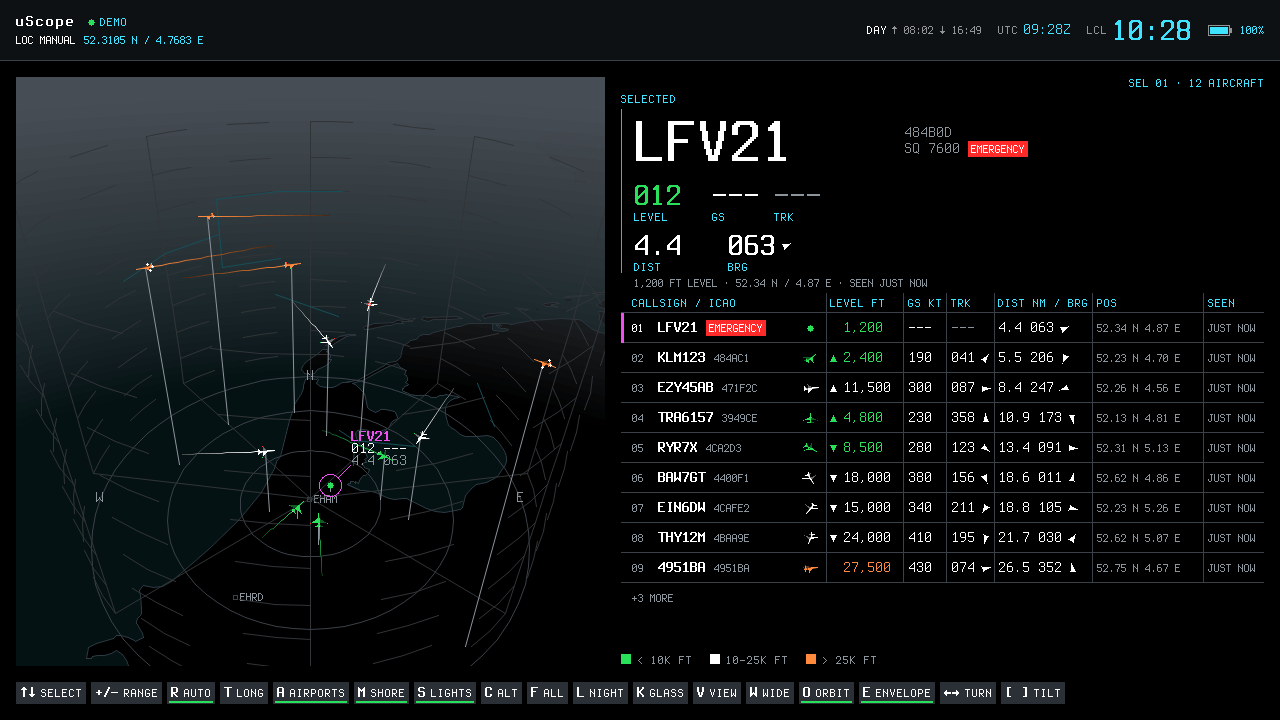 uScope DEMO
LOC MANUAL 52.3105 N / 4.7683 E
DAY ↑ 08:02 ↓ 16:49 UTC 09:28Z LCL 10:28 100%
SEL 01 · 12 AIRCRAFT
SELECTED
LFV21
484B0D
SQ 7600 EMERGENCY
012 --- ---
LEVEL GS TRK
4.4 063
DIST BRG
1,200 FT LEVEL · 52.34 N / 4.87 E · SEEN JUST NOW
CALLSIGN / ICAO LEVEL FT GS KT TRK DIST NM / BRG POS SEEN
01 LFV21 EMERGENCY 1,200 --- --- 4.4 063 52.34 N 4.87 E JUST NOW
02 KLM123 484AC1 ▲ 2,400 190 041 5.5 206 52.23 N 4.70 E JUST NOW
03 EZY45AB 471F2C ▲ 11,500 300 087 8.4 247 52.26 N 4.56 E JUST NOW
04 TRA6157 3949CE ▲ 4,800 230 358 10.9 173 52.13 N 4.81 E JUST NOW
05 RYR7X 4CA2D3 ▼ 8,500 280 123 13.4 091 52.31 N 5.13 E JUST NOW
06 BAW7GT 4400F1 ▼ 18,000 380 156 18.6 011 52.62 N 4.86 E JUST NOW
07 EIN6DW 4CAFE2 ▼ 15,000 340 211 18.8 105 52.23 N 5.26 E JUST NOW
08 THY12M 4BAA9E ▼ 24,000 410 195 21.7 030 52.62 N 5.07 E JUST NOW
09 4951BA 4951BA 27,500 430 074 26.5 352 52.75 N 4.67 E JUST NOW
+3 MORE
< 10K FT 10-25K FT > 25K FT
N
LFV21
012 ---
4.4 063
W
E
EHAM
EHRD
↑↓ SELECT +/- RANGE R AUTO T LONG A AIRPORTS M SHORE S LIGHTS C ALT F ALL L NIGHT K GLASS V VIEW W WIDE O ORBIT E ENVELOPE ←→ TURN [ ] TILT